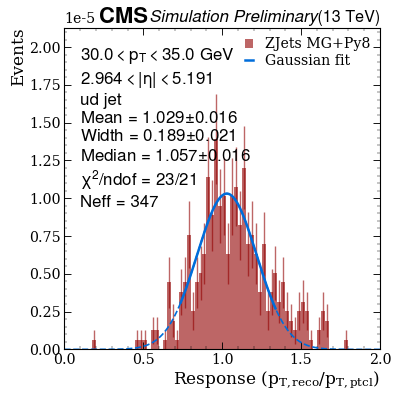 1e-5 CMS Simulation Preliminary (13 TeV)
Events
2.00
1.75
1.50
1.25
1.00
0.75
0.50
0.25
0.00
30.0 < p_T < 35.0 GeV
2.964 < |η| < 5.191
ud jet
Mean = 1.029±0.016
Width = 0.189±0.021
Median = 1.057±0.016
χ²/ndof = 23/21
Neff = 347
ZJets MG+Py8
Gaussian fit
0.0 0.5 1.0 1.5 2.0
Response (p_T,reco/p_T,ptcl)